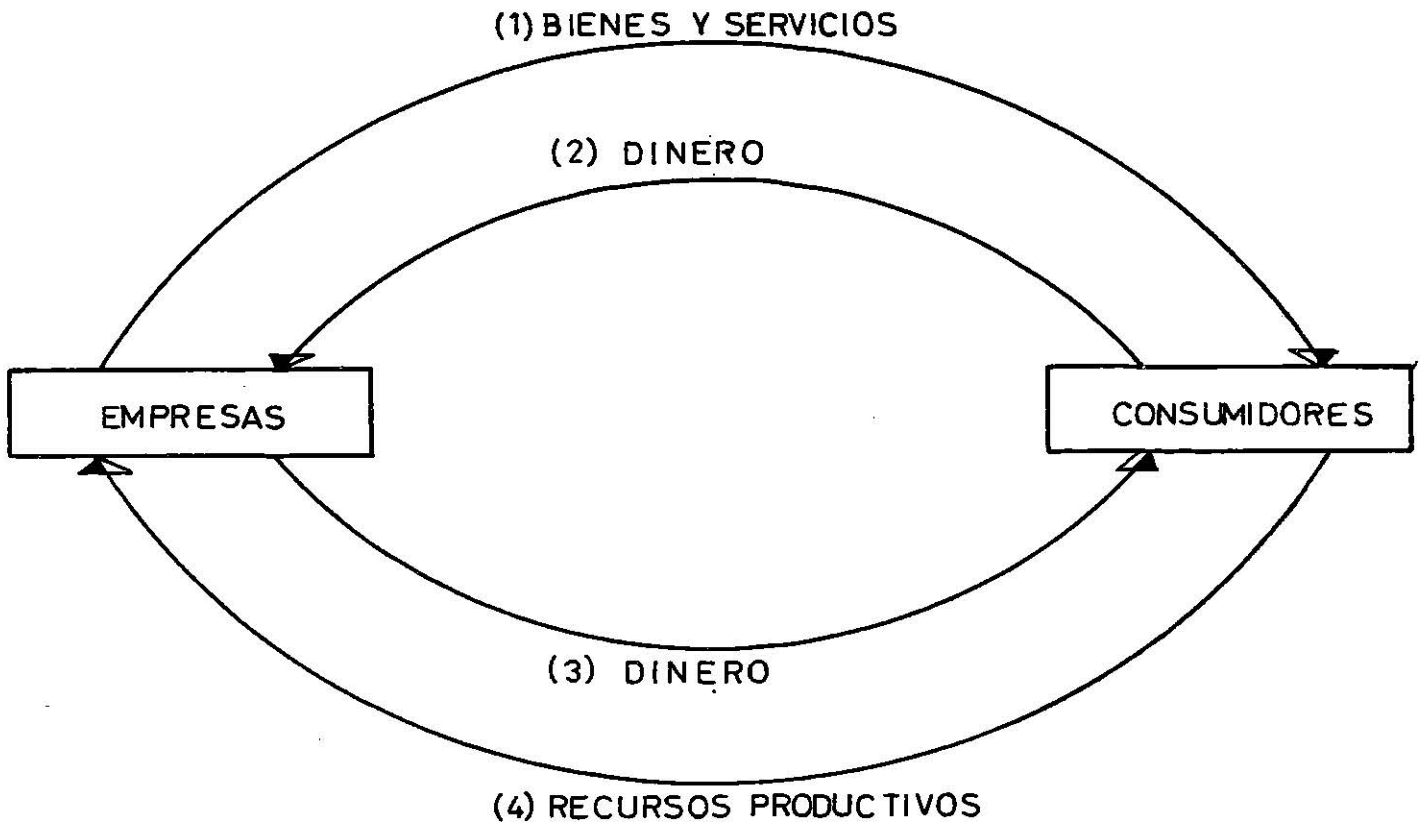 (1) BIENES Y SERVICIOS
(2) DINERO
EMPRESAS
CONSUMIDORES
(3) DINERO
(4) RECURSOS PRODUCTIVOS